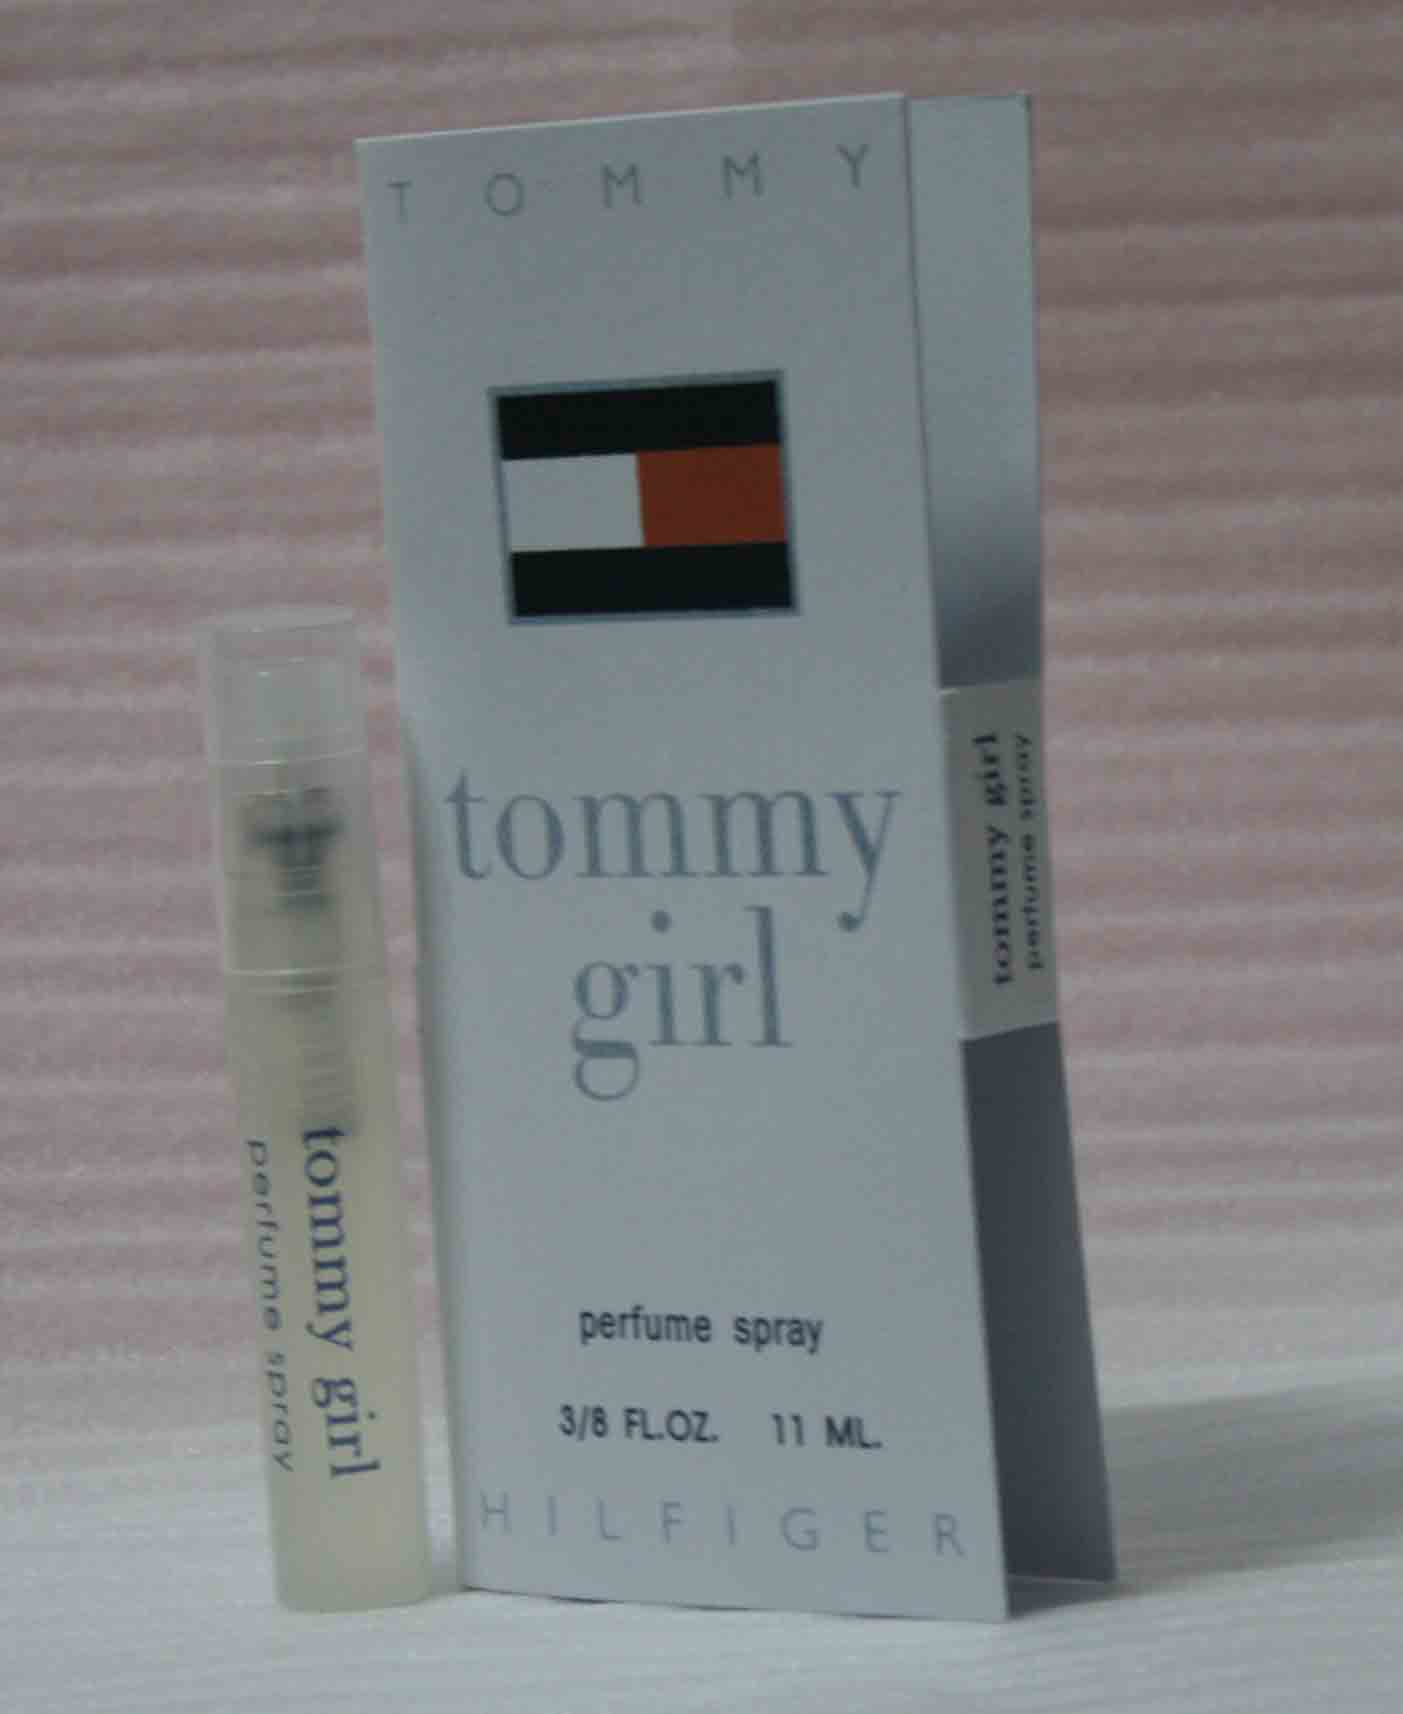 TOMMY
tommy
girl
perfume spray
3/8 FL.OZ. 11 ML.
HILFIGER
tommy girl
perfume spray
tommy girl
perfume spray